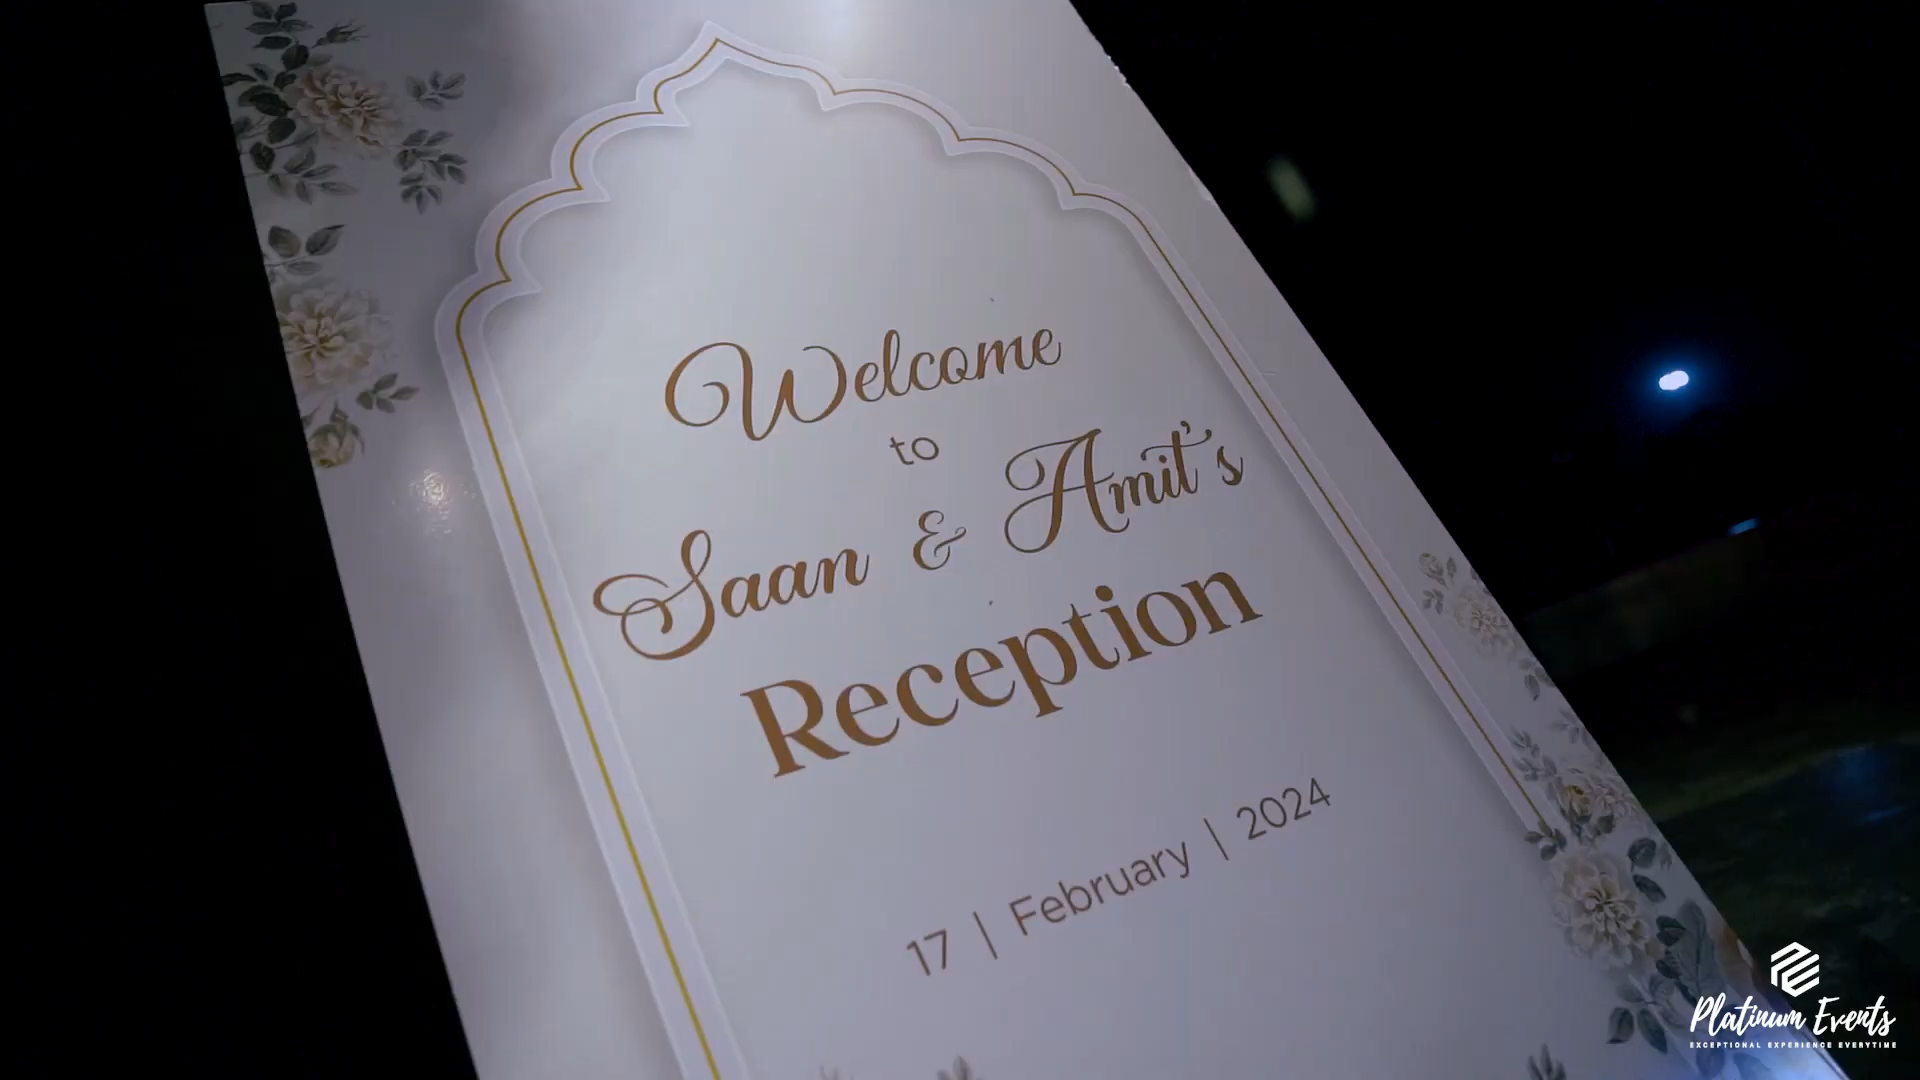 Welcome
to
Saan & Amit's
Reception
17 | February | 2024
Platinum Events
EXCEPTIONAL EXPERIENCE EVERYTIME